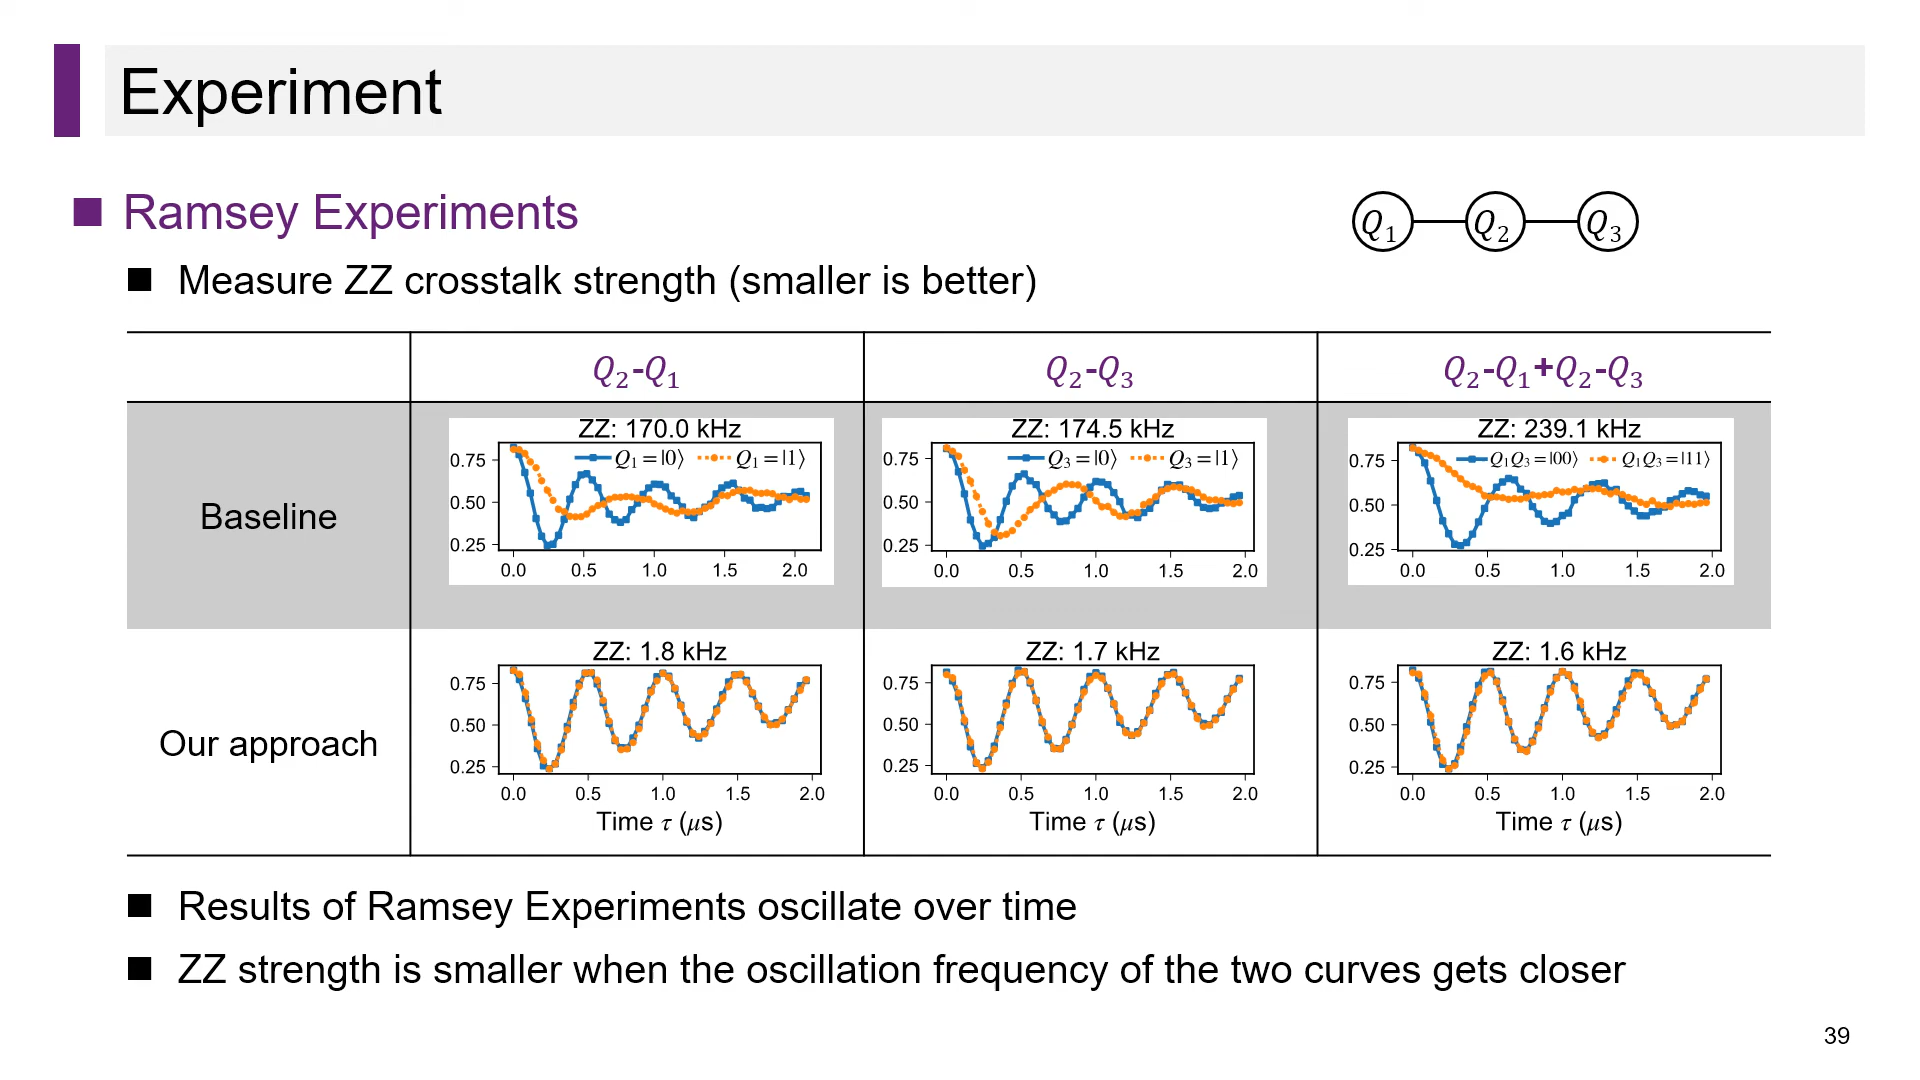 Experiment
Ramsey Experiments
Q1 Q2 Q3
Measure ZZ crosstalk strength (smaller is better)
Q2-Q1 Q2-Q3 Q2-Q1+Q2-Q3
Baseline
ZZ: 170.0 kHz
Q1=|0⟩ Q1=|1⟩
0.75
0.50
0.25
0.0 0.5 1.0 1.5 2.0
ZZ: 174.5 kHz
Q3=|0⟩ Q3=|1⟩
0.75
0.50
0.25
0.0 0.5 1.0 1.5 2.0
ZZ: 239.1 kHz
Q1Q3=|00⟩ Q1Q3=|11⟩
0.75
0.50
0.25
0.0 0.5 1.0 1.5 2.0
Our approach
ZZ: 1.8 kHz
0.75
0.50
0.25
0.0 0.5 1.0 1.5 2.0
Time τ (μs)
ZZ: 1.7 kHz
0.75
0.50
0.25
0.0 0.5 1.0 1.5 2.0
Time τ (μs)
ZZ: 1.6 kHz
0.75
0.50
0.25
0.0 0.5 1.0 1.5 2.0
Time τ (μs)
Results of Ramsey Experiments oscillate over time
ZZ strength is smaller when the oscillation frequency of the two curves gets closer
39